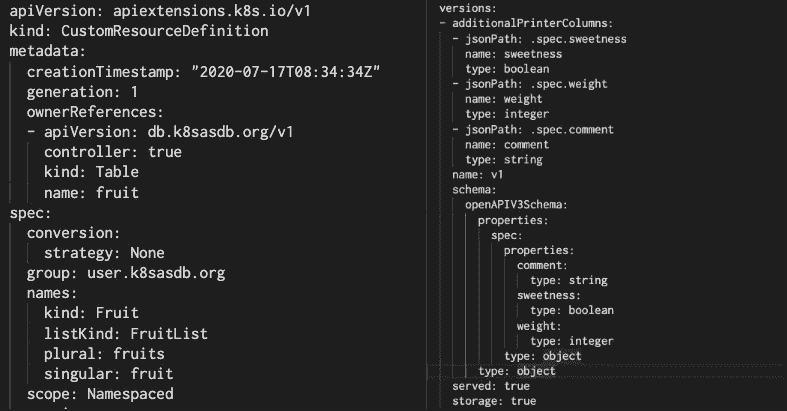 apiVersion: apiextensions.k8s.io/v1
kind: CustomResourceDefinition
metadata:
  creationTimestamp: "2020-07-17T08:34:34Z"
  generation: 1
  ownerReferences:
  - apiVersion: db.k8sasdb.org/v1
    controller: true
    kind: Table
    name: fruit
spec:
  conversion:
    strategy: None
  group: user.k8sasdb.org
  names:
    kind: Fruit
    listKind: FruitList
    plural: fruits
    singular: fruit
  scope: Namespaced
versions:
- additionalPrinterColumns:
  - jsonPath: .spec.sweetness
    name: sweetness
    type: boolean
  - jsonPath: .spec.weight
    name: weight
    type: integer
  - jsonPath: .spec.comment
    name: comment
    type: string
  name: v1
  schema:
    openAPIV3Schema:
      properties:
        spec:
          properties:
            comment:
              type: string
            sweetness:
              type: boolean
            weight:
              type: integer
          type: object
      type: object
  served: true
  storage: true